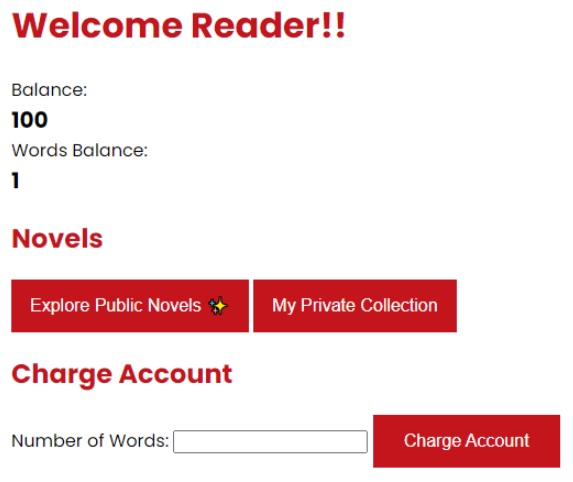 Welcome Reader!!
Balance:
100
Words Balance:
1
Novels
Explore Public Novels ✨ My Private Collection
Charge Account
Number of Words: Charge Account